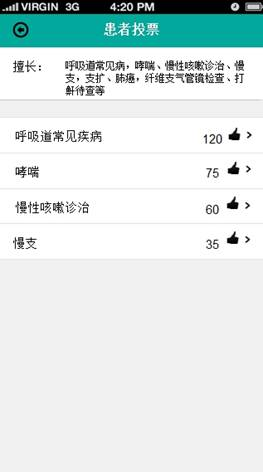 VIRGIN 3G 4:20 PM
患者投票
擅长： 呼吸道常见病，哮喘、慢性咳嗽诊治、慢
支，支扩、肺癌，纤维支气管镜检查、打
鼾待查等
呼吸道常见疾病 120
哮喘 75
慢性咳嗽诊治 60
慢支 35